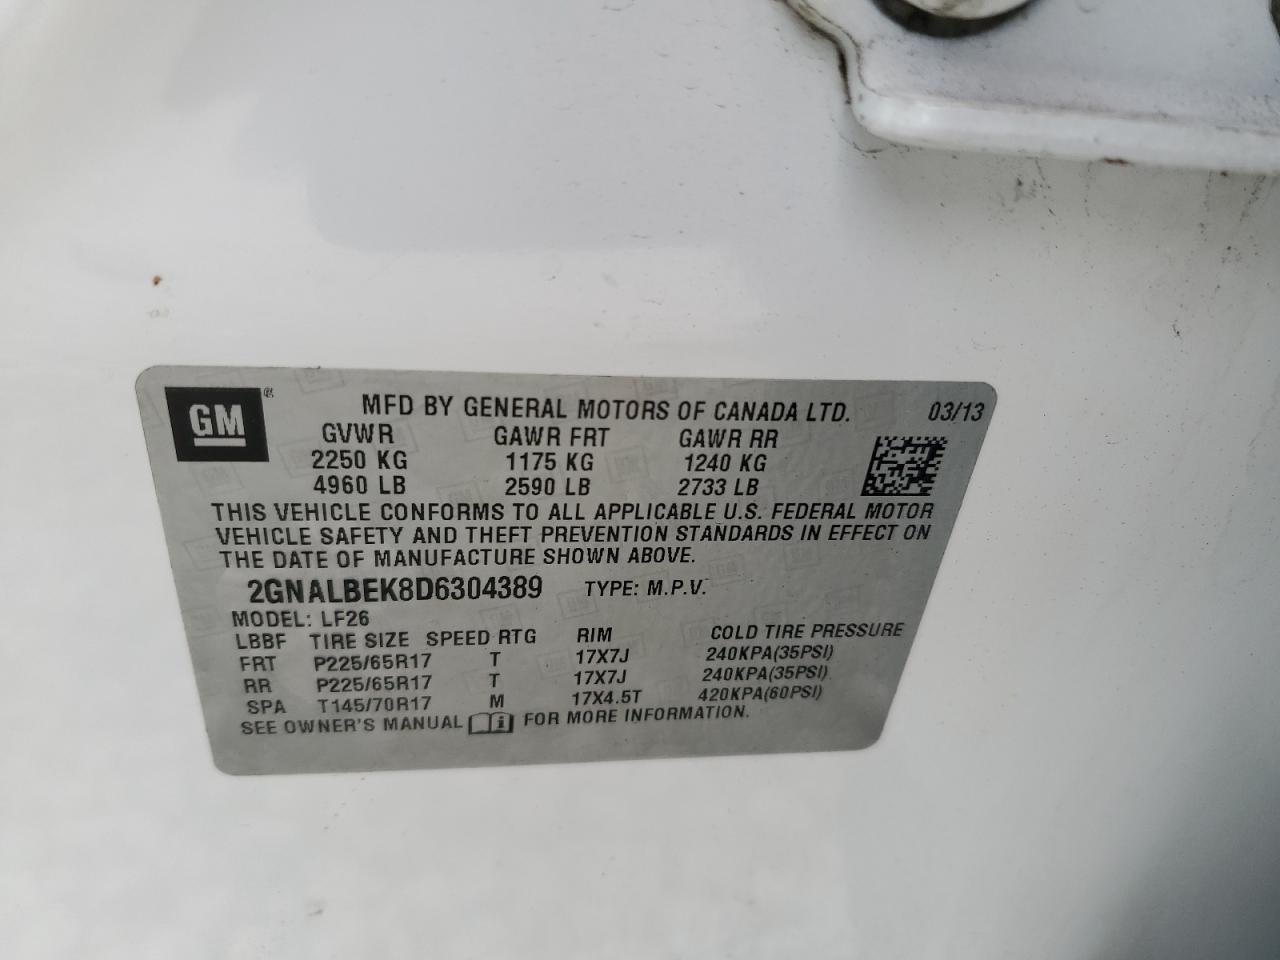 GM ®
MFD BY GENERAL MOTORS OF CANADA LTD. 03/13
GVWR GAWR FRT GAWR RR
2250 KG 1175 KG 1240 KG
4960 LB 2590 LB 2733 LB
THIS VEHICLE CONFORMS TO ALL APPLICABLE U.S. FEDERAL MOTOR
VEHICLE SAFETY AND THEFT PREVENTION STANDARDS IN EFFECT ON
THE DATE OF MANUFACTURE SHOWN ABOVE.
2GNALBEK8D6304389 TYPE: M.P.V.
MODEL: LF26
LBBF TIRE SIZE SPEED RTG RIM COLD TIRE PRESSURE
FRT P225/65R17 T 17X7J 240KPA(35PSI)
RR P225/65R17 T 17X7J 240KPA(35PSI)
SPA T145/70R17 M 17X4.5T 420KPA(60PSI)
SEE OWNER'S MANUAL i FOR MORE INFORMATION.